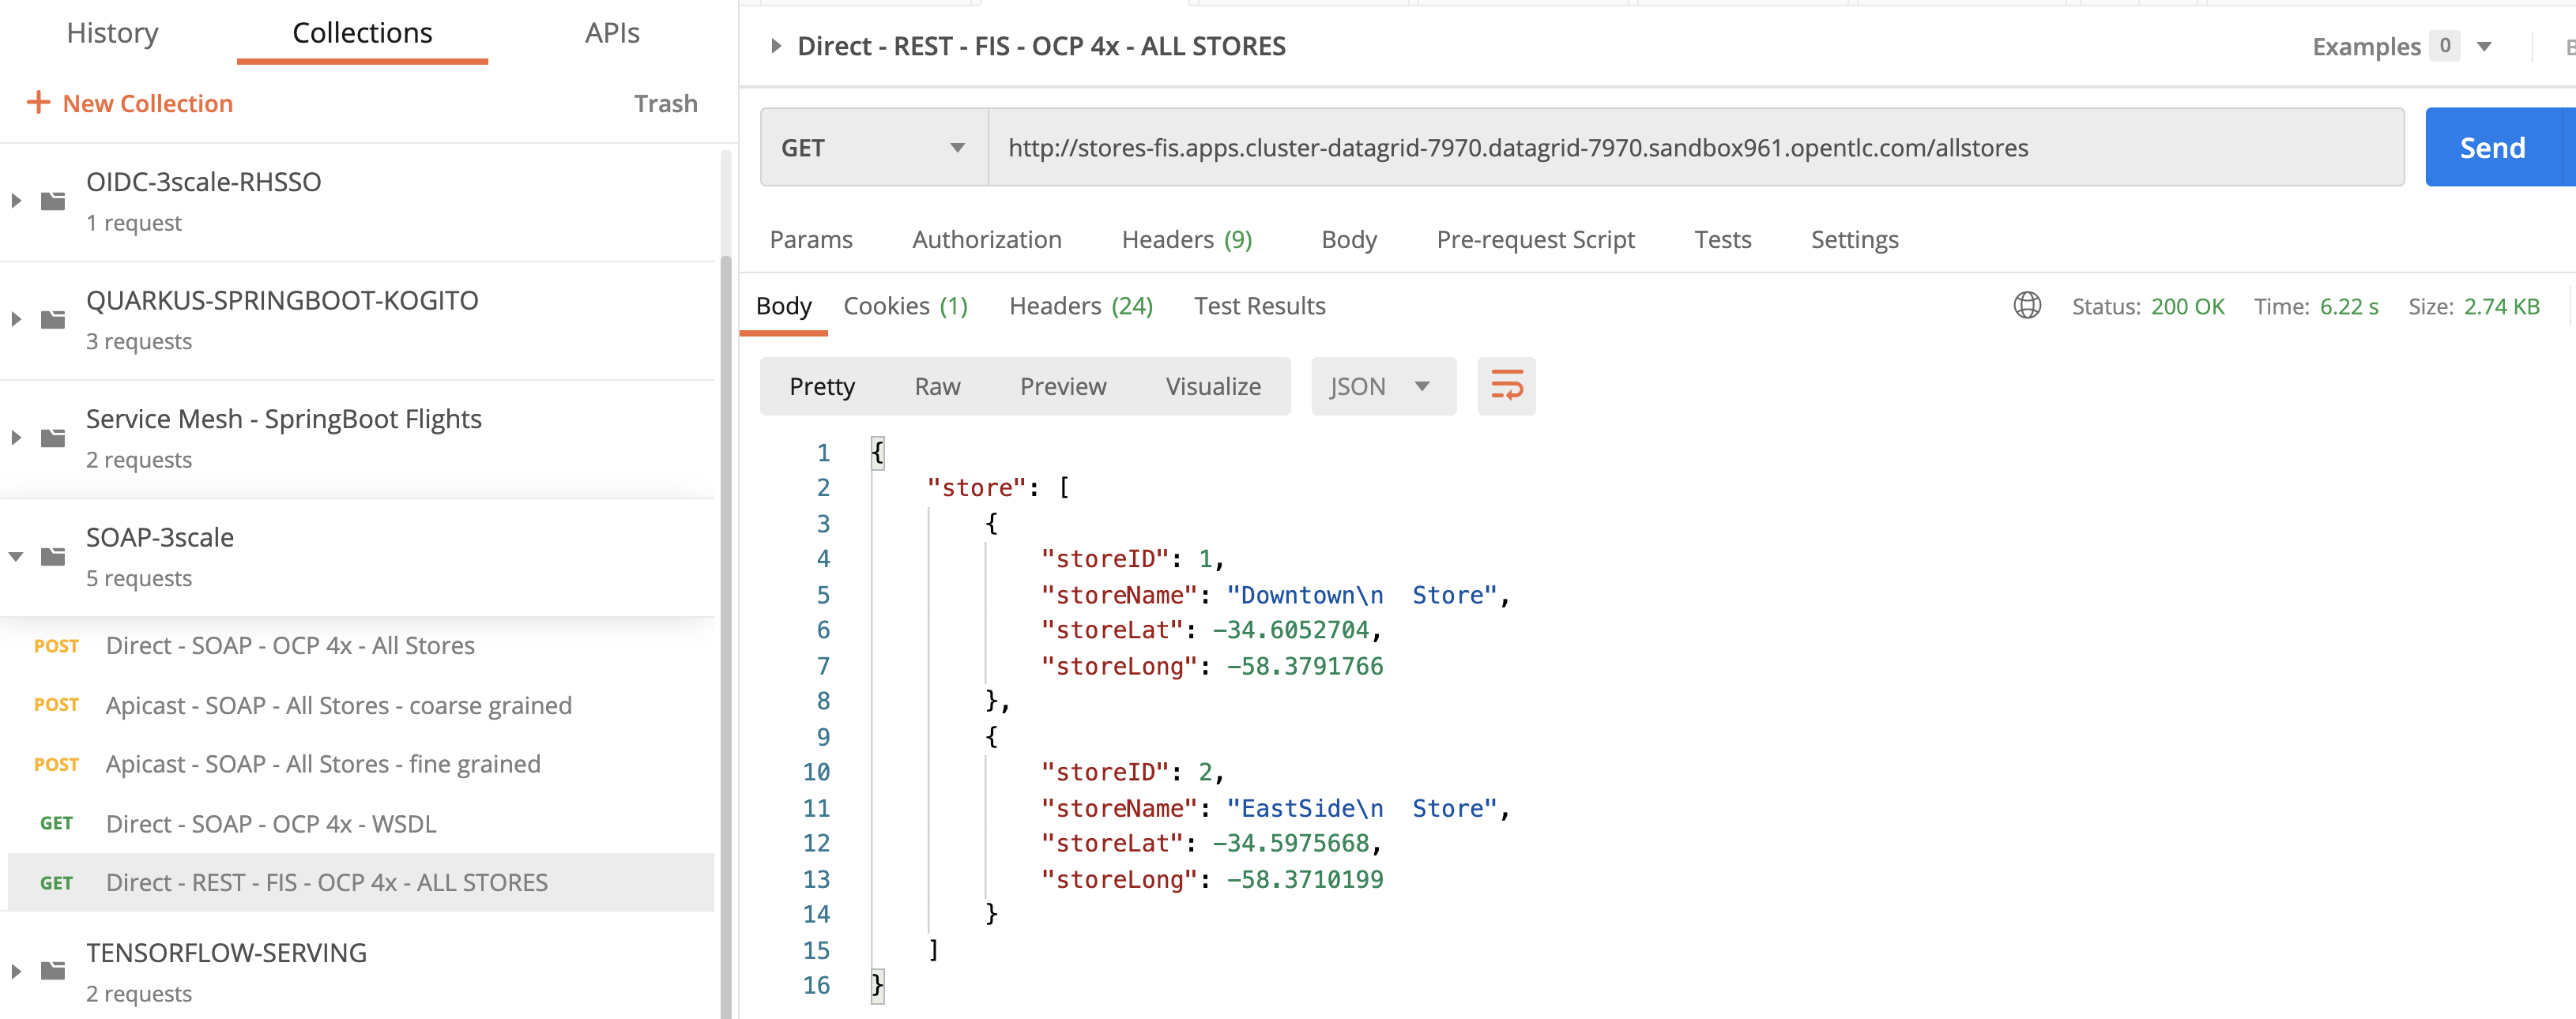 History Collections APIs
+ New Collection Trash
OIDC-3scale-RHSSO
1 request
QUARKUS-SPRINGBOOT-KOGITO
3 requests
Service Mesh - SpringBoot Flights
2 requests
SOAP-3scale
5 requests
POST Direct - SOAP - OCP 4x - All Stores
POST Apicast - SOAP - All Stores - coarse grained
POST Apicast - SOAP - All Stores - fine grained
GET Direct - SOAP - OCP 4x - WSDL
GET Direct - REST - FIS - OCP 4x - ALL STORES
TENSORFLOW-SERVING
2 requests
Direct - REST - FIS - OCP 4x - ALL STORES
Examples 0
GET http://stores-fis.apps.cluster-datagrid-7970.datagrid-7970.sandbox961.opentlc.com/allstores Send
Params Authorization Headers (9) Body Pre-request Script Tests Settings
Body Cookies (1) Headers (24) Test Results Status: 200 OK Time: 6.22 s Size: 2.74 KB
Pretty Raw Preview Visualize JSON
1 {
2 "store": [
3 {
4 "storeID": 1,
5 "storeName": "Downtown\n  Store",
6 "storeLat": -34.6052704,
7 "storeLong": -58.3791766
8 },
9 {
10 "storeID": 2,
11 "storeName": "EastSide\n  Store",
12 "storeLat": -34.5975668,
13 "storeLong": -58.3710199
14 }
15 ]
16 }